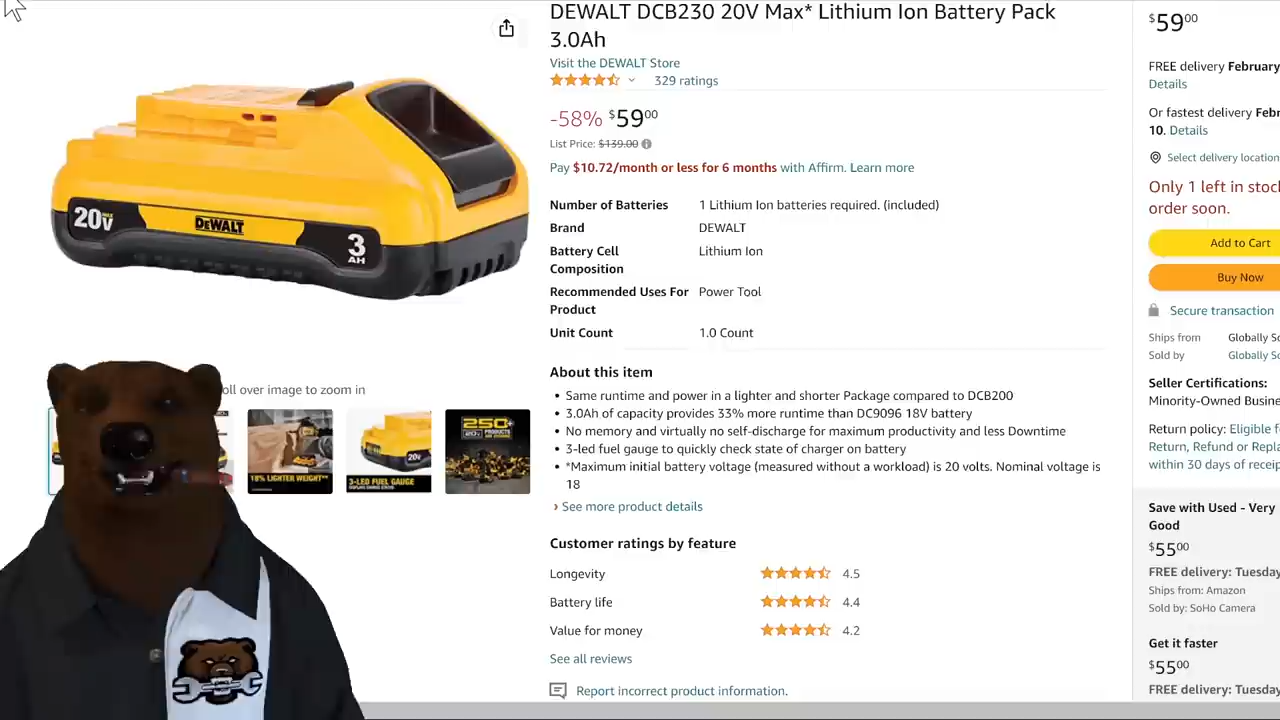 DEWALT DCB230 20V Max* Lithium Ion Battery Pack
3.0Ah
Visit the DEWALT Store
329 ratings
-58% $5900
List Price: $139.00
Pay $10.72/month or less for 6 months with Affirm. Learn more
Number of Batteries 1 Lithium Ion batteries required. (included)
Brand DEWALT
Battery Cell Composition Lithium Ion
Recommended Uses For Product Power Tool
Unit Count 1.0 Count
About this item
• Same runtime and power in a lighter and shorter Package compared to DCB200
• 3.0Ah of capacity provides 33% more runtime than DC9096 18V battery
• No memory and virtually no self-discharge for maximum productivity and less Downtime
• 3-led fuel gauge to quickly check state of charger on battery
• *Maximum initial battery voltage (measured without a workload) is 20 volts. Nominal voltage is
18
› See more product details
Customer ratings by feature
Longevity 4.5
Battery life 4.4
Value for money 4.2
See all reviews
Report incorrect product information.
20V MAX
DEWALT
3
AH
oll over image to zoom in
18% LIGHTER WEIGHT**
20V
3-LED FUEL GAUGE
250+
$5900
FREE delivery February
Details
Or fastest delivery Febr
10. Details
Select delivery location
Only 1 left in stoc
order soon.
Add to Cart
Buy Now
Secure transaction
Ships from Globally So
Sold by Globally So
Seller Certifications:
Minority-Owned Busine
Return policy: Eligible f
Return, Refund or Repla
within 30 days of receip
Save with Used - Very
Good
$5500
FREE delivery: Tuesday
Ships from: Amazon
Sold by: SoHo Camera
Get it faster
$5500
FREE delivery: Tuesday